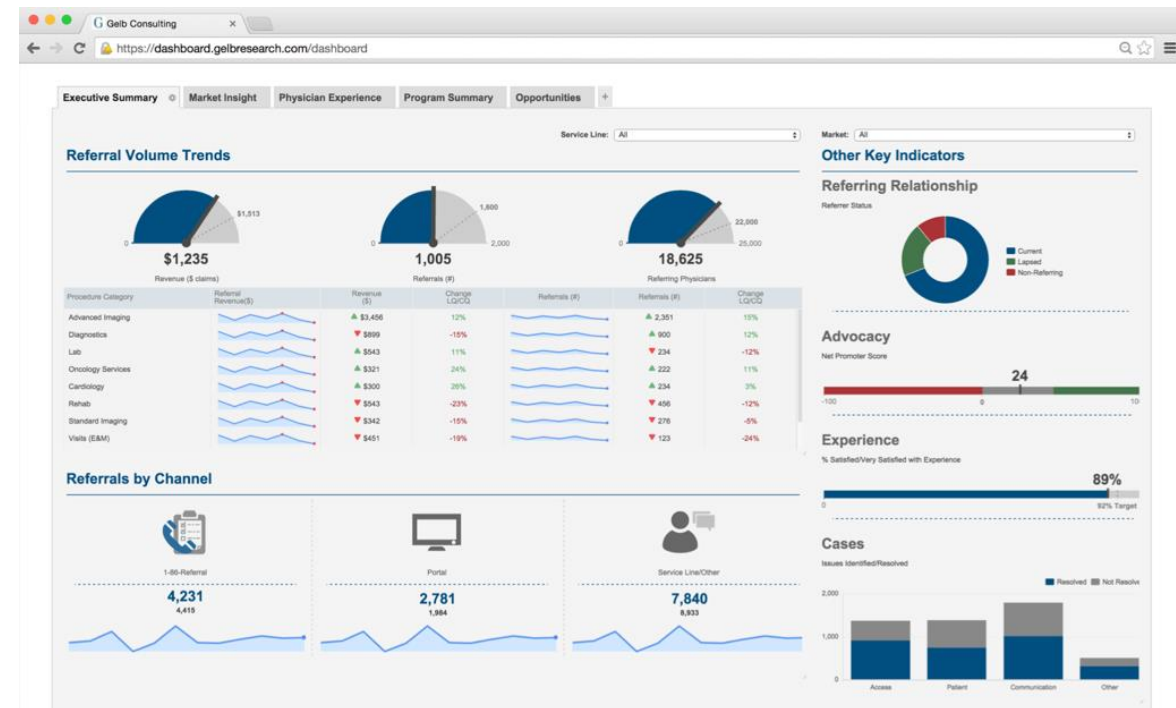 G Gelb Consulting
https://dashboard.gelbresearch.com/dashboard
Executive Summary Market Insight Physician Experience Program Summary Opportunities +
Service Line: All
Market: All
Referral Volume Trends
0 $1,513
$1,235
Revenue ($ claims)
0 1,800 2,000
1,005
Referrals (#)
0 22,000 25,000
18,625
Referring Physicians
Procedure Category Referral Revenue($) Revenue ($) Change LQ/CQ Referrals (#) Referrals (#) Change LQ/CQ
Advanced Imaging $3,456 12% 2,351 15%
Diagnostics $899 -15% 900 12%
Lab $543 11% 234 -12%
Oncology Services $321 24% 222 11%
Cardiology $300 26% 234 3%
Rehab $543 -23% 456 -12%
Standard Imaging $342 -15% 276 -5%
Visits (E&M) $451 -19% 123 -24%
Referrals by Channel
1-86-Referral
4,231
4,415
Portal
2,781
1,984
Service Line/Other
7,840
8,933
Other Key Indicators
Referring Relationship
Referrer Status
Current
Lapsed
Non-Referring
Advocacy
Net Promoter Score
24
-100 0 10
Experience
% Satisfied/Very Satisfied with Experience
89%
0 92% Target
Cases
Issues Identified/Resolved
Resolved Not Resolve
2,000
1,000
0
Access Patient Communication Other